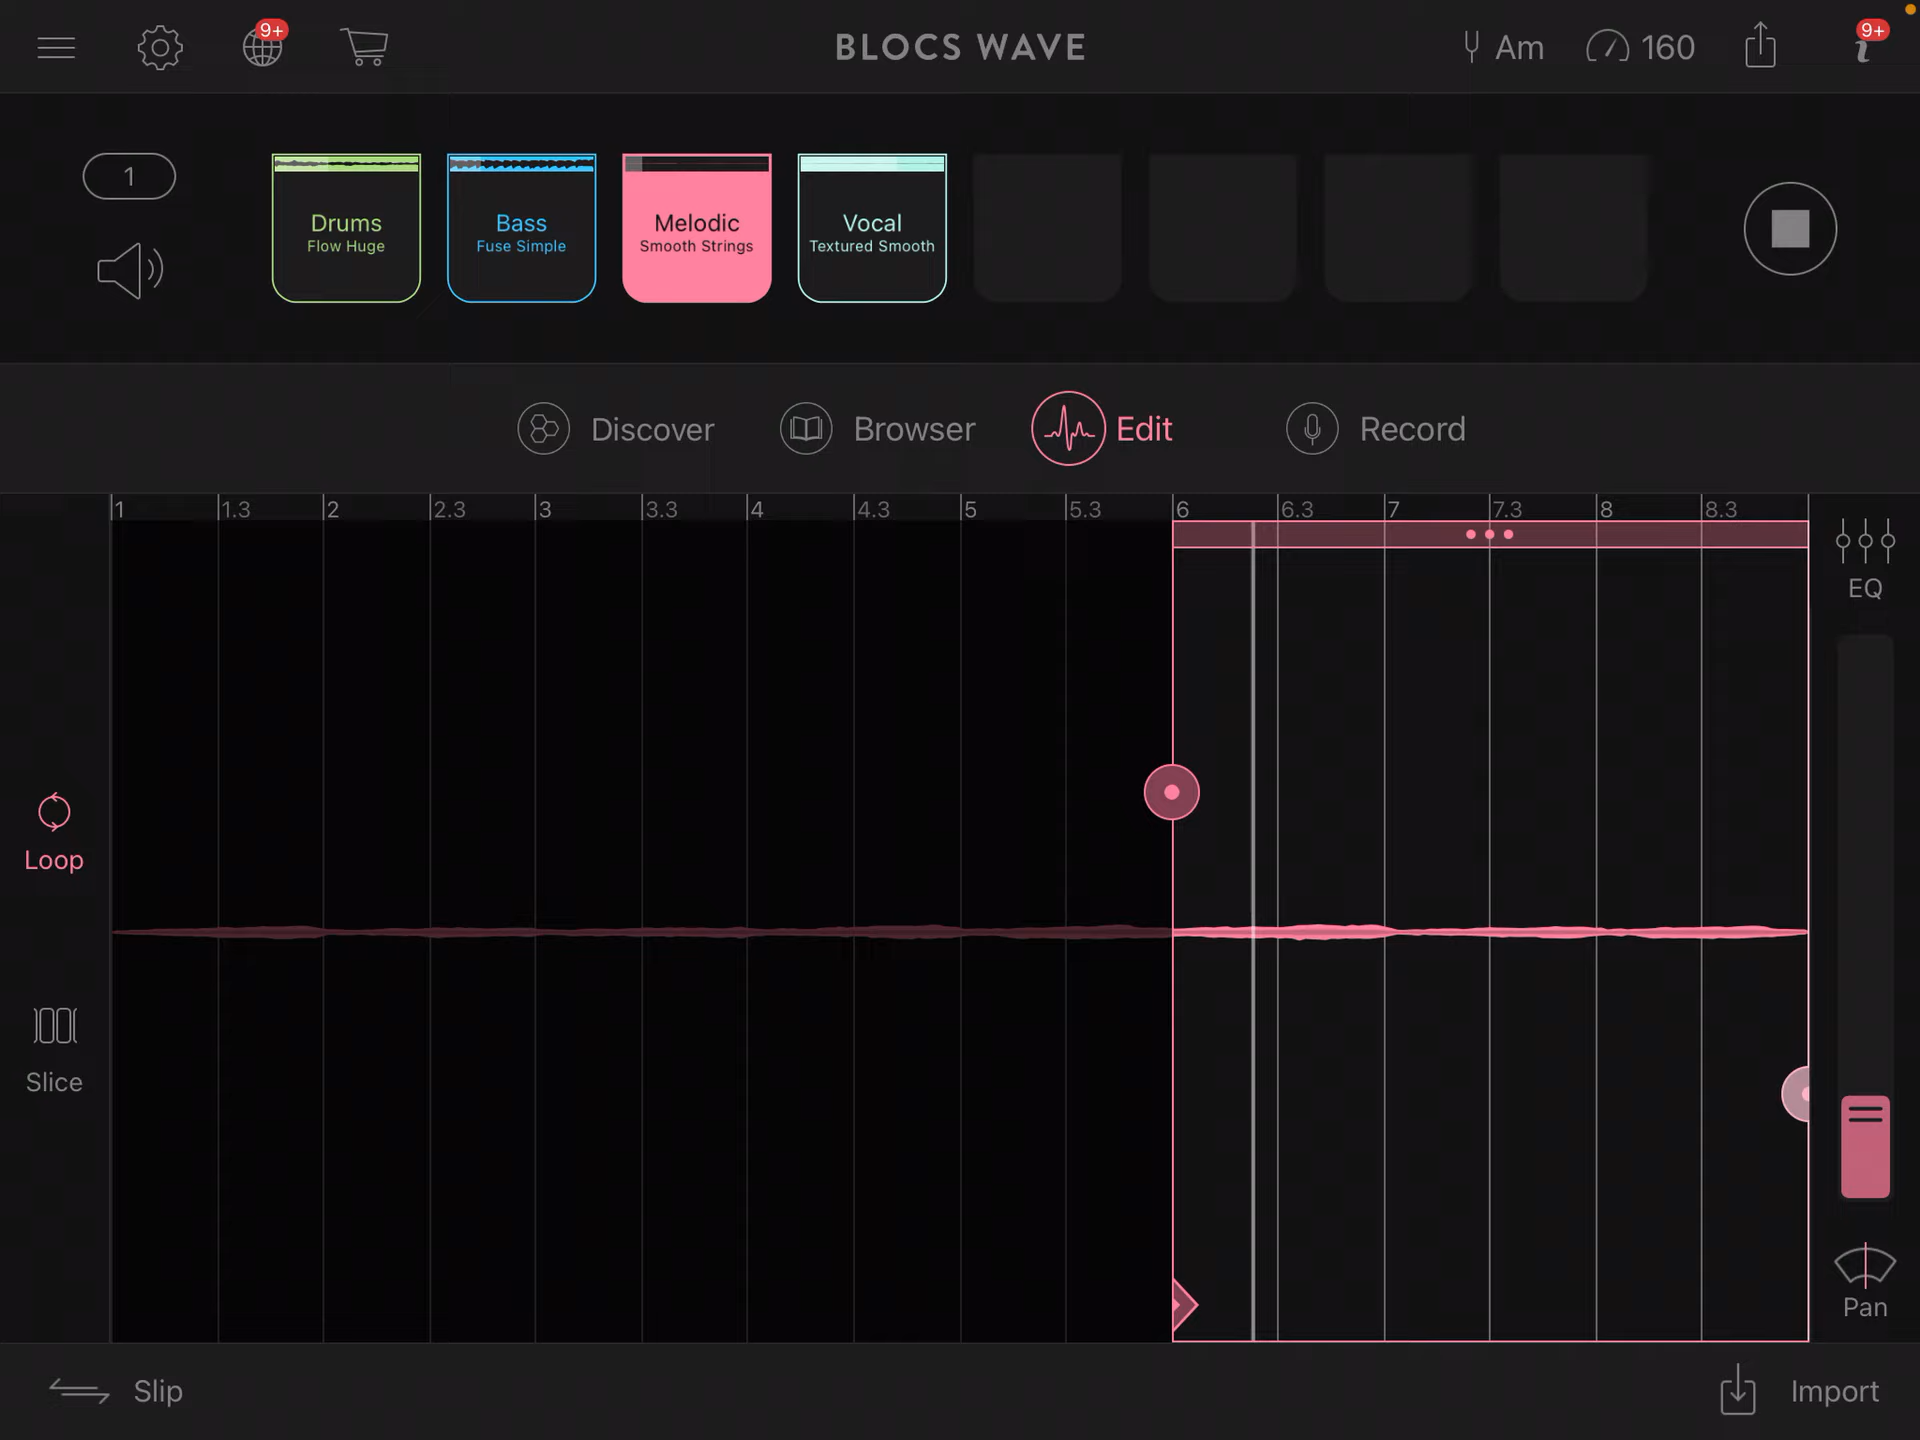 9+
BLOCS WAVE
Am
160
9+
1
Drums
Flow Huge
Bass
Fuse Simple
Melodic
Smooth Strings
Vocal
Textured Smooth
Discover
Browser
Edit
Record
1 1.3 2 2.3 3 3.3 4 4.3 5 5.3 6 6.3 7 7.3 8 8.3
EQ
Loop
Slice
Pan
Slip
Import